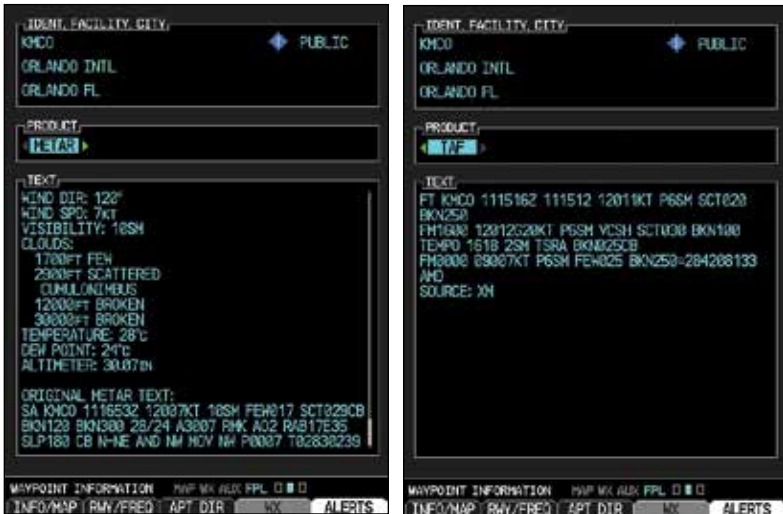 IDENT, FACILITY, CITY
KMCO PUBLIC
ORLANDO INTL
ORLANDO FL
PRODUCT
METAR
TEXT
WIND DIR: 120°
WIND SPD: 7KT
VISIBILITY: 10SM
CLOUDS:
1700FT FEW
2900FT SCATTERED
CUMULONIMBUS
12000FT BROKEN
30000FT BROKEN
TEMPERATURE: 28°C
DEW POINT: 24°C
ALTIMETER: 30.07IN
ORIGINAL METAR TEXT:
SA KMCO 111653Z 12007KT 10SM FEW017 SCT029CB
BKN120 BKN300 28/24 A3007 RMK AO2 RAB17E35
SLP180 CB N-NE AND NW MOV NW P0007 T02830239
WAYPOINT INFORMATION MAP WX AUX FPL
INFO/MAP RWY/FREQ APT DIR WX ALERTS
IDENT, FACILITY, CITY
KMCO PUBLIC
ORLANDO INTL
ORLANDO FL
PRODUCT
TAF
TEXT
FT KMCO 111516Z 111512 12011KT P6SM SCT020
BKN250
FM1600 12012G20KT P6SM VCSH SCT030 BKN100
TEMPO 1618 2SM TSRA BKN025CB
FM0000 09007KT P6SM FEW025 BKN250=284208133
AMD
SOURCE: XM
WAYPOINT INFORMATION MAP WX AUX FPL
INFO/MAP RWY/FREQ APT DIR WX ALERTS